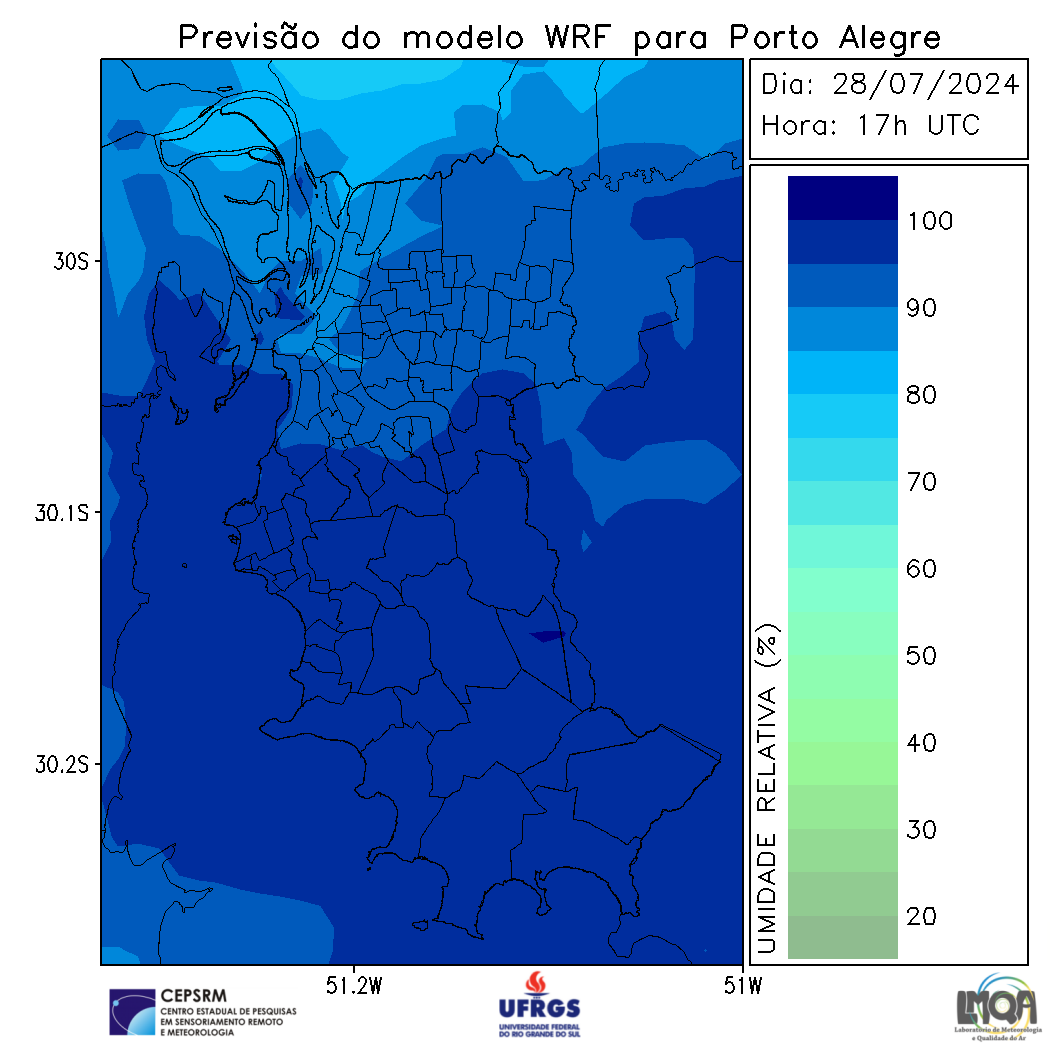 Previsão do modelo WRF para Porto Alegre
Dia: 28/07/2024
Hora: 17h UTC
30S
30.1S
30.2S
51.2W
51W
100
90
80
70
60
50
40
30
20
UMIDADE RELATIVA (%)
CEPSRM
CENTRO ESTADUAL DE PESQUISAS
EM SENSORIAMENTO REMOTO
E METEOROLOGIA
UFRGS
UNIVERSIDADE FEDERAL
DO RIO GRANDE DO SUL
LMQA
Laboratório de Meteorologia
e Qualidade do Ar